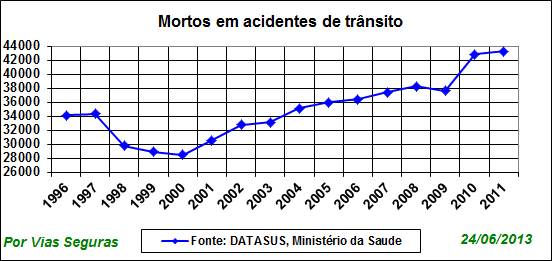 Mortos em acidentes de trânsito
44000
42000
40000
38000
36000
34000
32000
30000
28000
26000
1996 1997 1998 1999 2000 2001 2002 2003 2004 2005 2006 2007 2008 2009 2010 2011
Por Vias Seguras
Fonte: DATASUS, Ministério da Saude
24/06/2013